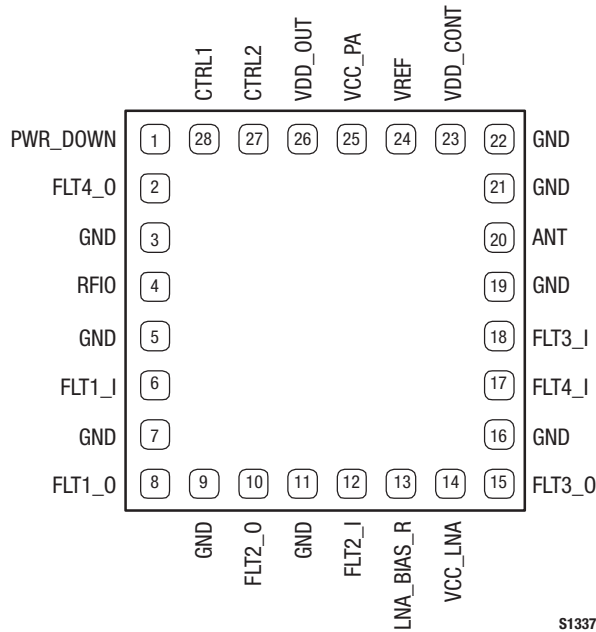 CTRL1
CTRL2
VDD_OUT
VCC_PA
VREF
VDD_CONT
PWR_DOWN 1 28 27 26 25 24 23 22 GND
FLT4_O 2 21 GND
GND 3 20 ANT
RFIO 4 19 GND
GND 5 18 FLT3_I
FLT1_I 6 17 FLT4_I
GND 7 16 GND
FLT1_O 8 9 10 11 12 13 14 15 FLT3_O
GND
FLT2_O
GND
FLT2_I
LNA_BIAS_R
VCC_LNA
S1337